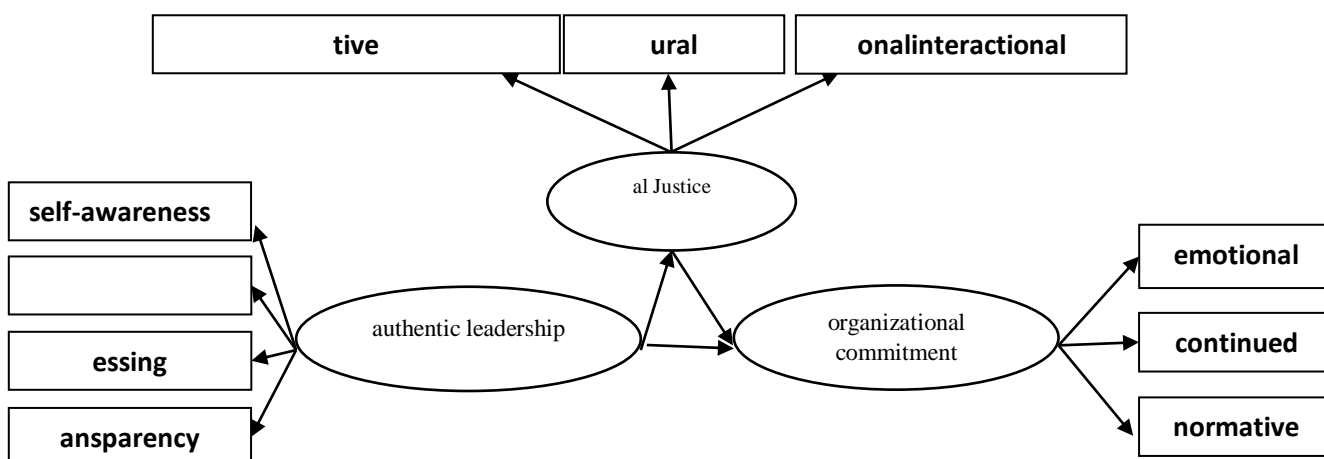 tive
ural
onalinteractional
al Justice
self-awareness
essing
ansparency
authentic leadership
organizational
commitment
emotional
continued
normative